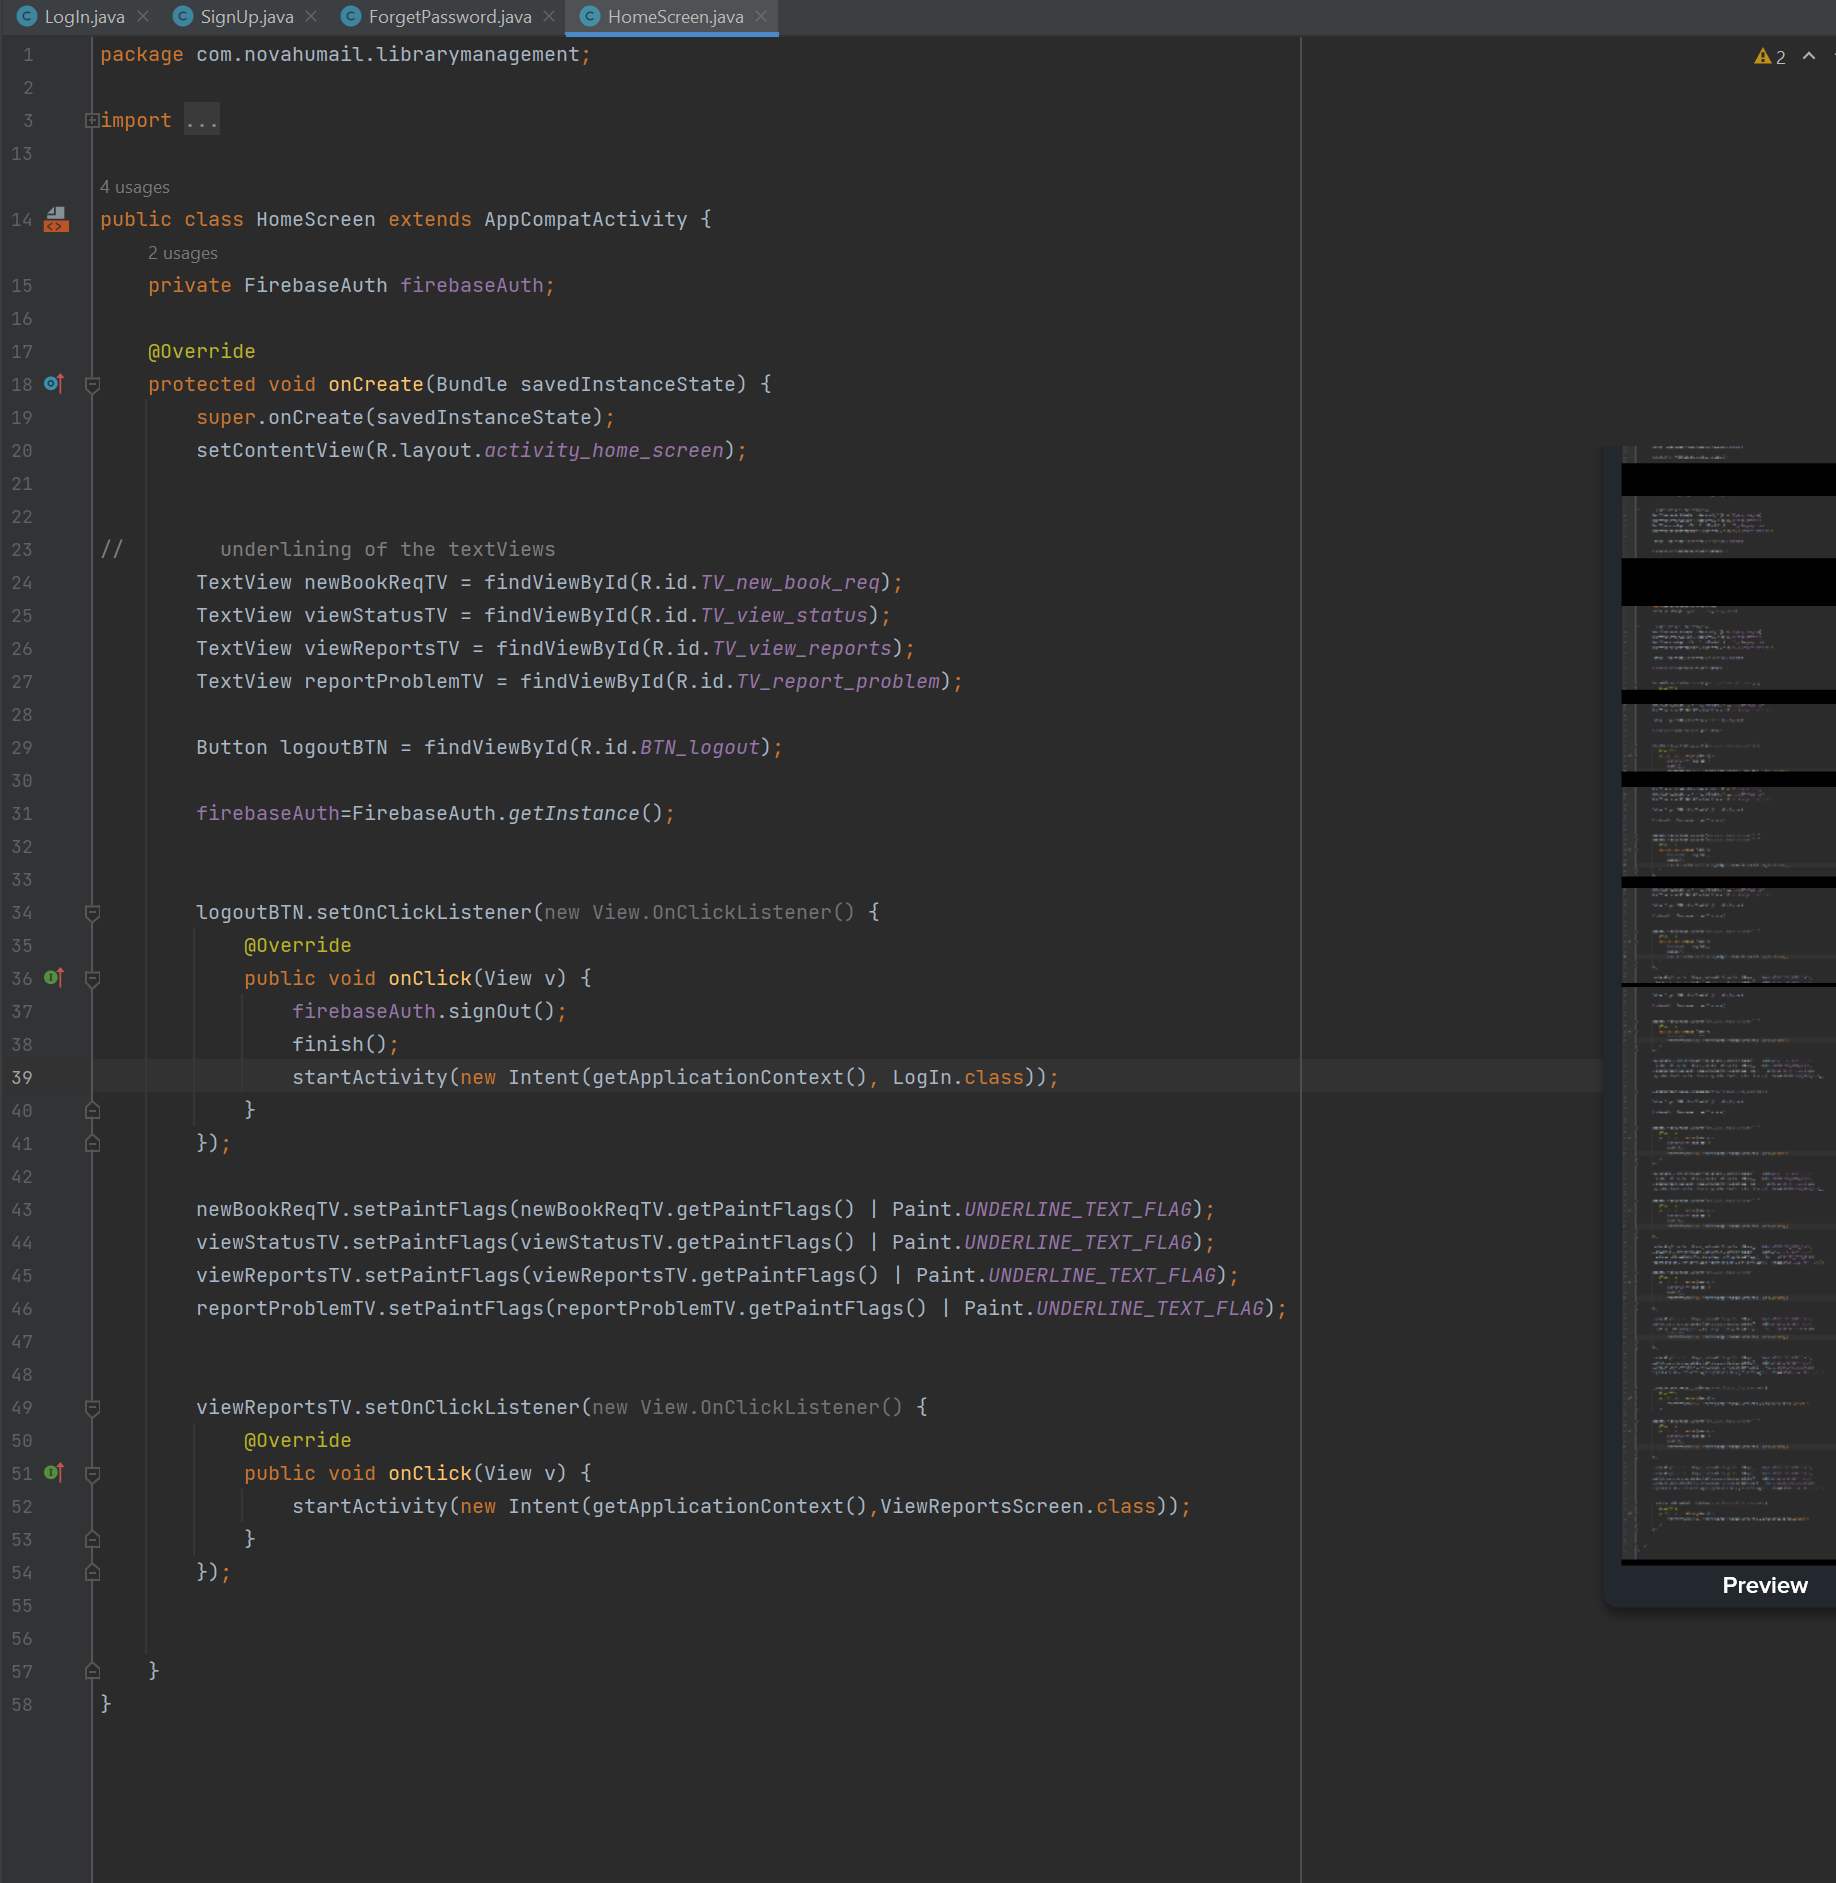 LogIn.java SignUp.java ForgetPassword.java HomeScreen.java
1 package com.novahumail.librarymanagement;
2
3 import ...
13
4 usages
14 public class HomeScreen extends AppCompatActivity {
2 usages
15 private FirebaseAuth firebaseAuth;
16
17 @Override
18 protected void onCreate(Bundle savedInstanceState) {
19 super.onCreate(savedInstanceState);
20 setContentView(R.layout.activity_home_screen);
21
22
23 // underlining of the textViews
24 TextView newBookReqTV = findViewById(R.id.TV_new_book_req);
25 TextView viewStatusTV = findViewById(R.id.TV_view_status);
26 TextView viewReportsTV = findViewById(R.id.TV_view_reports);
27 TextView reportProblemTV = findViewById(R.id.TV_report_problem);
28
29 Button logoutBTN = findViewById(R.id.BTN_logout);
30
31 firebaseAuth=FirebaseAuth.getInstance();
32
33
34 logoutBTN.setOnClickListener(new View.OnClickListener() {
35 @Override
36 public void onClick(View v) {
37 firebaseAuth.signOut();
38 finish();
39 startActivity(new Intent(getApplicationContext(), LogIn.class));
40 }
41 });
42
43 newBookReqTV.setPaintFlags(newBookReqTV.getPaintFlags() | Paint.UNDERLINE_TEXT_FLAG);
44 viewStatusTV.setPaintFlags(viewStatusTV.getPaintFlags() | Paint.UNDERLINE_TEXT_FLAG);
45 viewReportsTV.setPaintFlags(viewReportsTV.getPaintFlags() | Paint.UNDERLINE_TEXT_FLAG);
46 reportProblemTV.setPaintFlags(reportProblemTV.getPaintFlags() | Paint.UNDERLINE_TEXT_FLAG);
47
48
49 viewReportsTV.setOnClickListener(new View.OnClickListener() {
50 @Override
51 public void onClick(View v) {
52 startActivity(new Intent(getApplicationContext(),ViewReportsScreen.class));
53 }
54 });
55
56
57 }
58 }
2
Preview